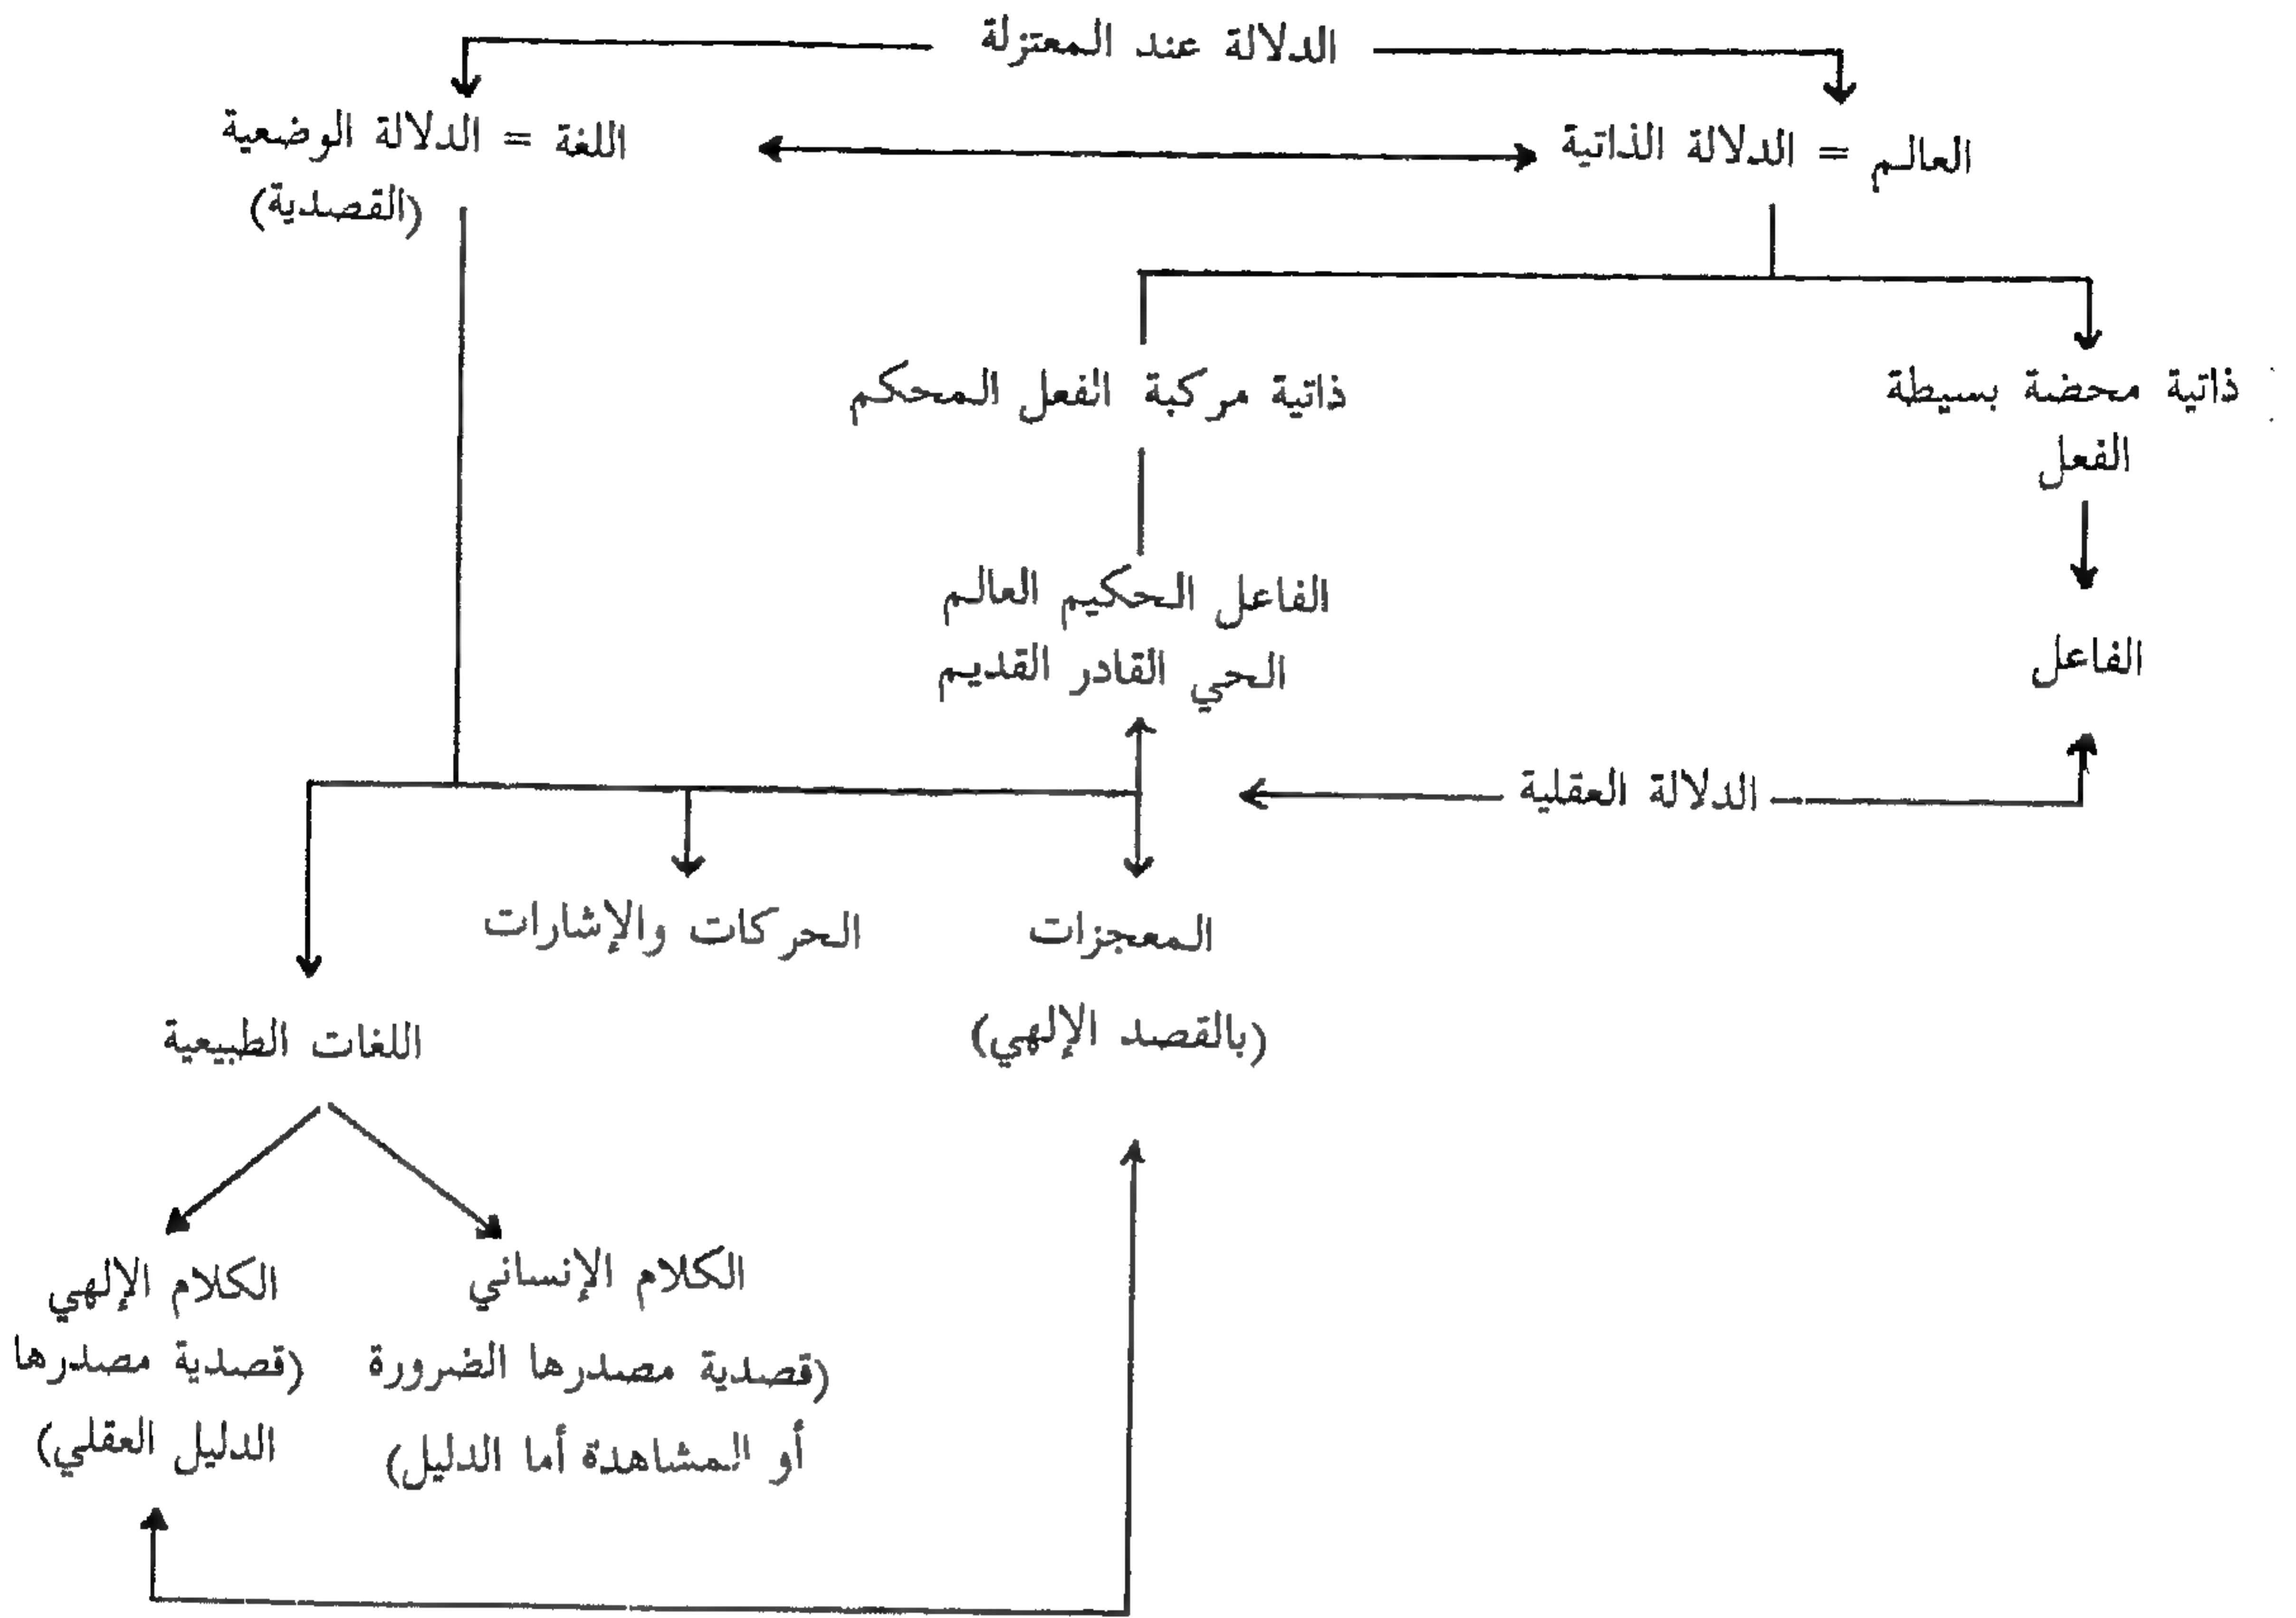 الدلالة عند المعتزلة
العالم = الدلالة الذاتية
اللغة = الدلالة الوضعية
(القصدية)
ذاتية محضة بسيطة
الفعل
ذاتية مركبة الفعل المحكم
الفاعل الحكيم العالم
الحي القادر القديم
الفاعل
الدلالة العقلية
المعجزات
(بالقصد الإلهي)
الحركات والإشارات
اللغات الطبيعية
الكلام الإنساني
(قصدية مصدرها الضرورة
أو المشاهدة أما الدليل)
الكلام الإلهي
(قصدية مصدرها
الدليل العقلي)